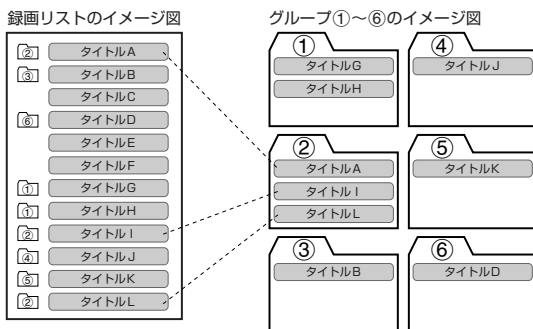 録画リストのイメージ図
② タイトルA
③ タイトルB
タイトルC
⑥ タイトルD
タイトルE
タイトルF
① タイトルG
① タイトルH
② タイトルI
④ タイトルJ
⑤ タイトルK
② タイトルL
グループ①〜⑥のイメージ図
①
タイトルG
タイトルH
④
タイトルJ
②
タイトルA
タイトルI
タイトルL
⑤
タイトルK
③
タイトルB
⑥
タイトルD